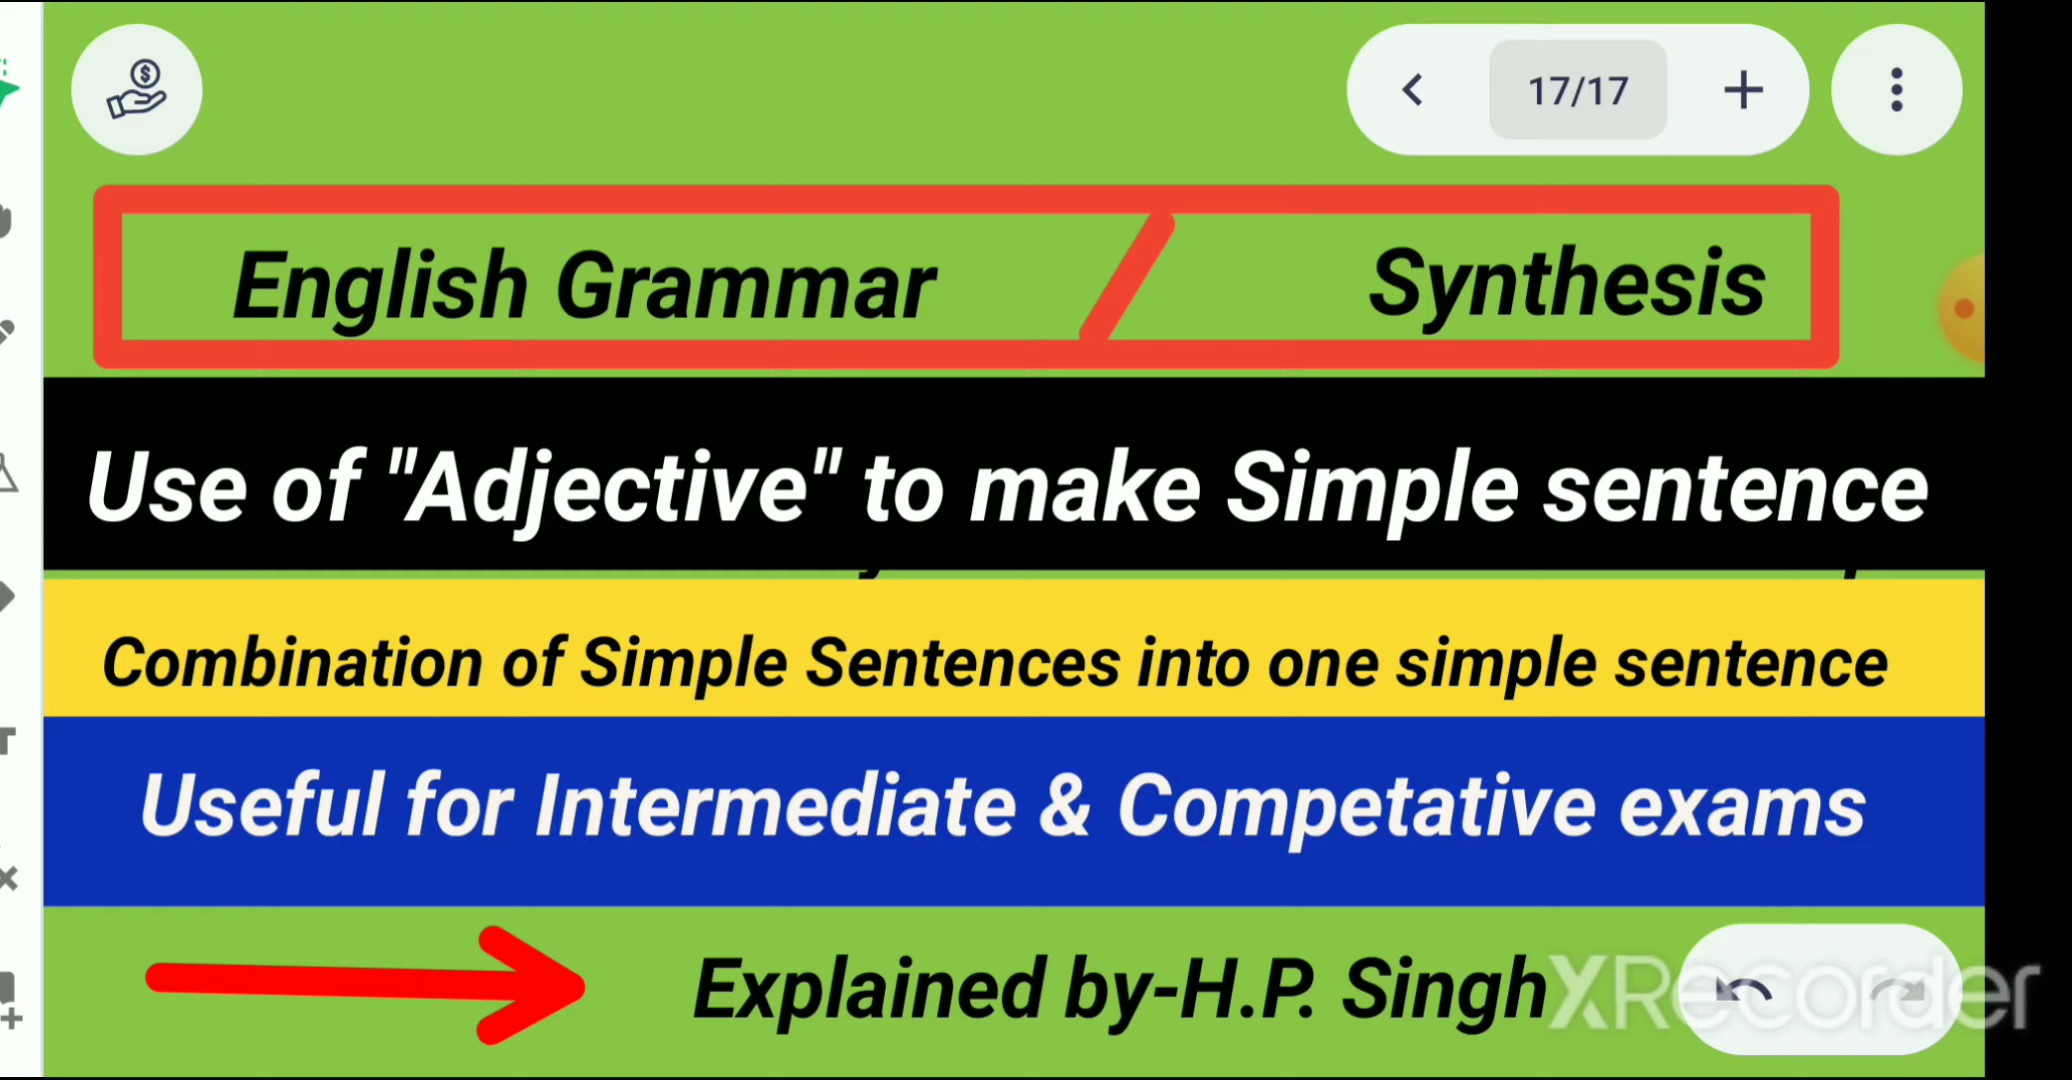 17/17
English Grammar / Synthesis
Use of "Adjective" to make Simple sentence
Combination of Simple Sentences into one simple sentence
Useful for Intermediate & Competative exams
Explained by-H.P. Singh
XRecorder